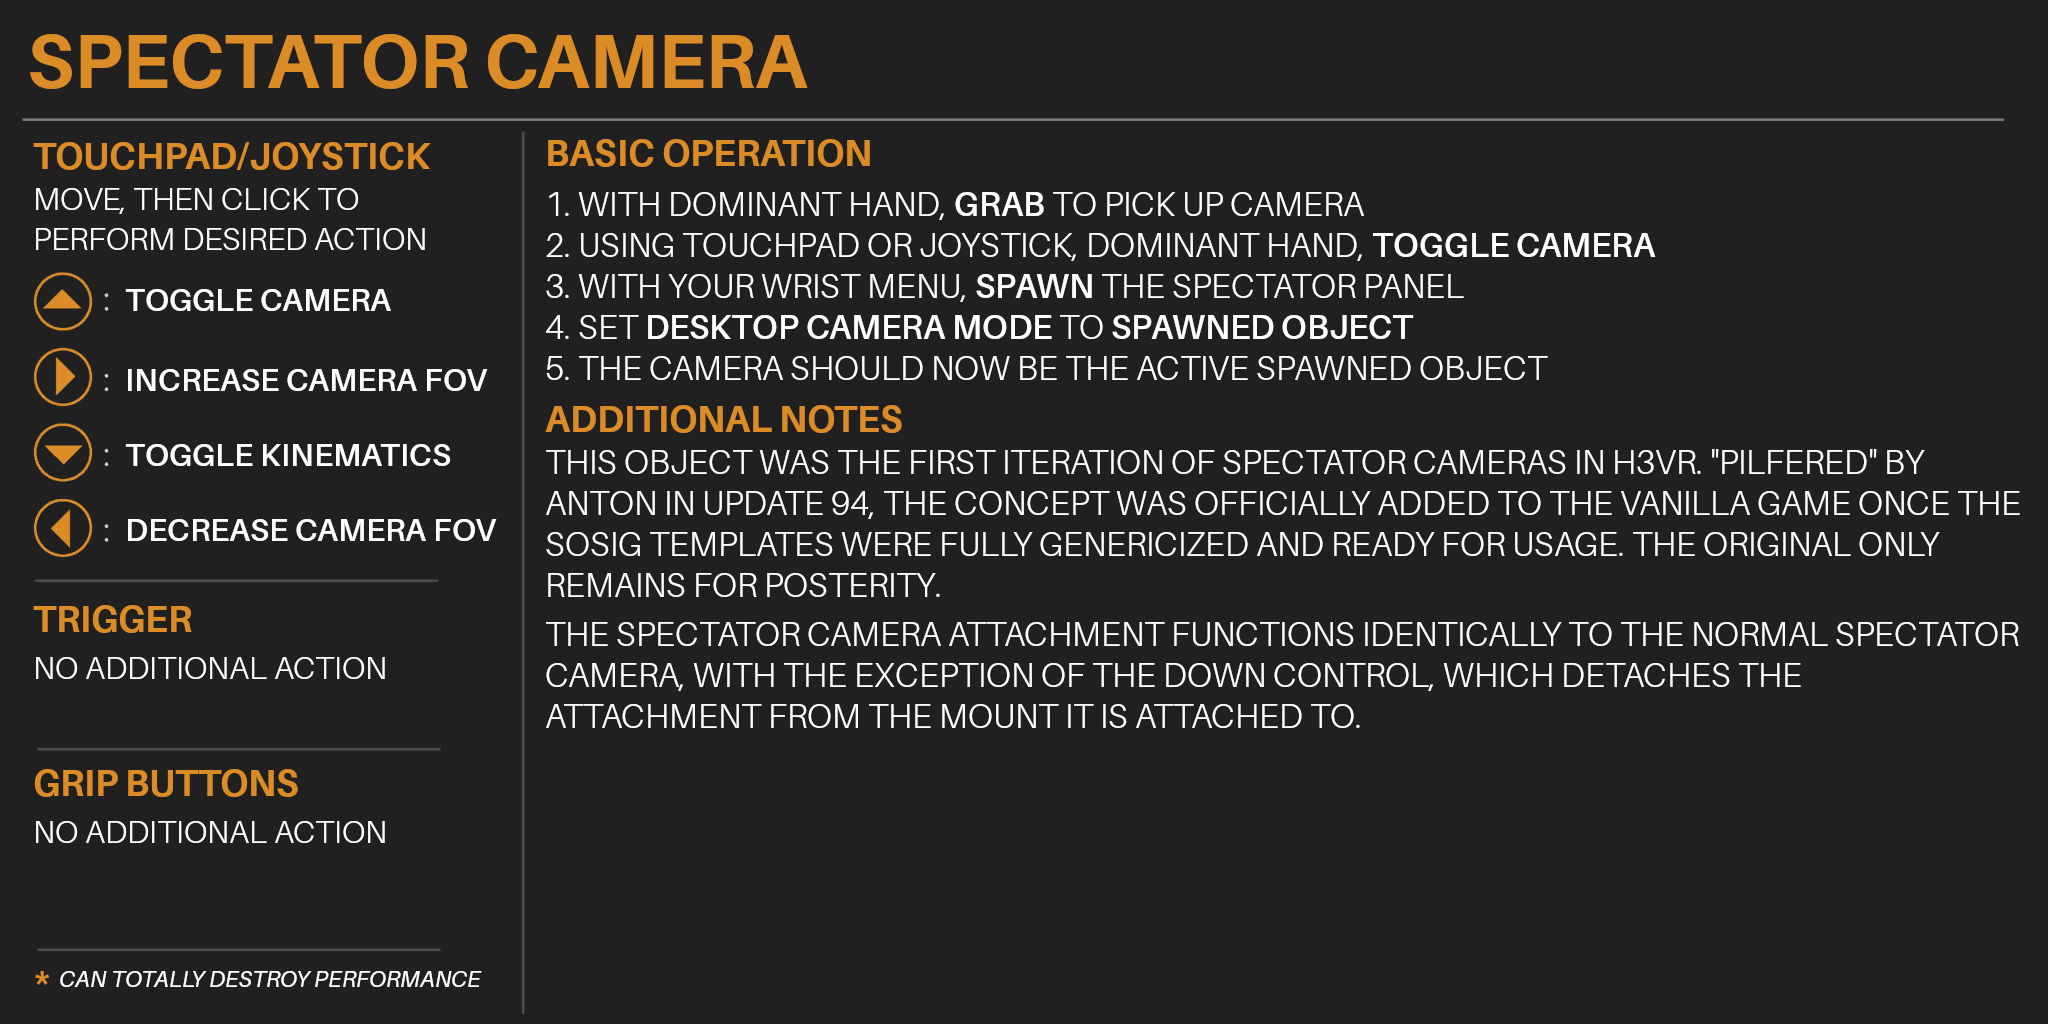 SPECTATOR CAMERA
TOUCHPAD/JOYSTICK
MOVE, THEN CLICK TO
PERFORM DESIRED ACTION
: TOGGLE CAMERA
: INCREASE CAMERA FOV
: TOGGLE KINEMATICS
: DECREASE CAMERA FOV
TRIGGER
NO ADDITIONAL ACTION
GRIP BUTTONS
NO ADDITIONAL ACTION
* CAN TOTALLY DESTROY PERFORMANCE
BASIC OPERATION
1. WITH DOMINANT HAND, GRAB TO PICK UP CAMERA
2. USING TOUCHPAD OR JOYSTICK, DOMINANT HAND, TOGGLE CAMERA
3. WITH YOUR WRIST MENU, SPAWN THE SPECTATOR PANEL
4. SET DESKTOP CAMERA MODE TO SPAWNED OBJECT
5. THE CAMERA SHOULD NOW BE THE ACTIVE SPAWNED OBJECT
ADDITIONAL NOTES
THIS OBJECT WAS THE FIRST ITERATION OF SPECTATOR CAMERAS IN H3VR. "PILFERED" BY
ANTON IN UPDATE 94, THE CONCEPT WAS OFFICIALLY ADDED TO THE VANILLA GAME ONCE THE
SOSIG TEMPLATES WERE FULLY GENERICIZED AND READY FOR USAGE. THE ORIGINAL ONLY
REMAINS FOR POSTERITY.
THE SPECTATOR CAMERA ATTACHMENT FUNCTIONS IDENTICALLY TO THE NORMAL SPECTATOR
CAMERA, WITH THE EXCEPTION OF THE DOWN CONTROL, WHICH DETACHES THE
ATTACHMENT FROM THE MOUNT IT IS ATTACHED TO.